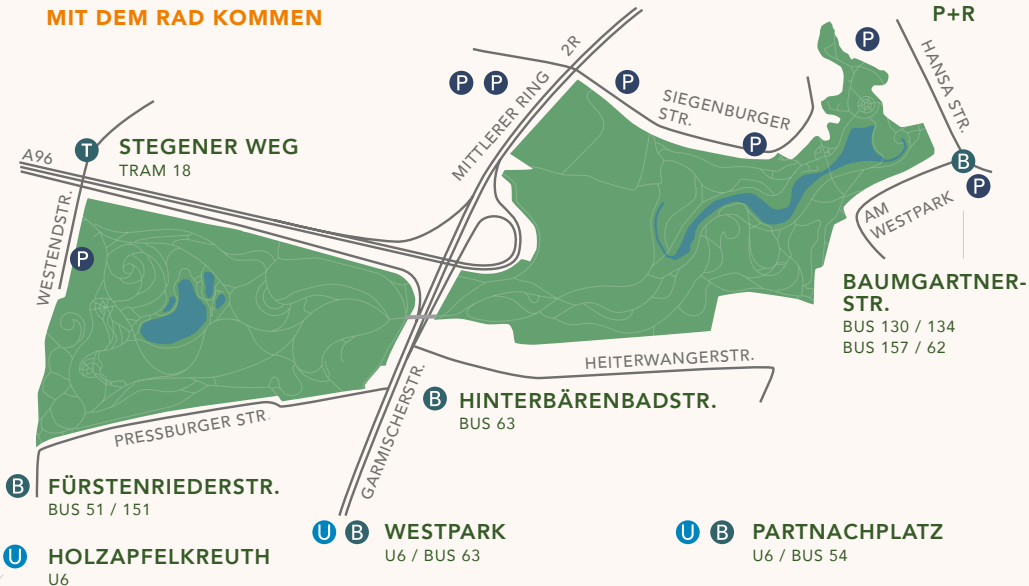 MIT DEM RAD KOMMEN
P+R
2R
P
P
P
P
HANSA STR.
MITTLERER RING
SIEGENBURGER
STR.
P
T
STEGENER WEG
TRAM 18
A96
B
P
WESTENDSTR.
P
AM
WESTPARK
BAUMGARTNER-
STR.
BUS 130 / 134
BUS 157 / 62
HEITERWANGERSTR.
GARMISCHERSTR.
B
HINTERBÄRENBADSTR.
BUS 63
PRESSBURGER STR.
B
FÜRSTENRIEDERSTR.
BUS 51 / 151
U B
WESTPARK
U6 / BUS 63
U B
PARTNACHPLATZ
U6 / BUS 54
U
HOLZAPFELKREUTH
U6